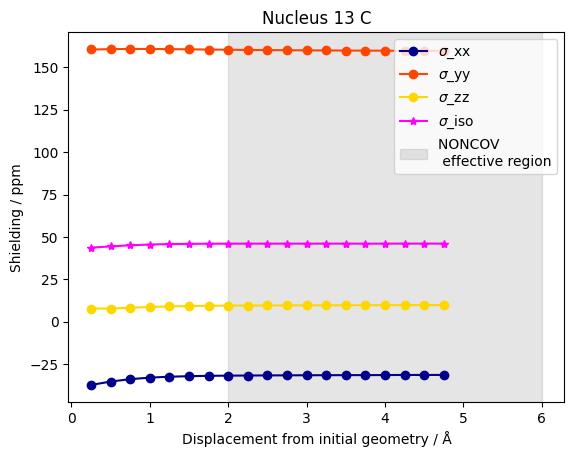 Nucleus 13 C
Shielding / ppm
150
125
100
75
50
25
0
−25
0 1 2 3 4 5 6
Displacement from initial geometry / Å
σ_xx
σ_yy
σ_zz
σ_iso
NONCOV
effective region